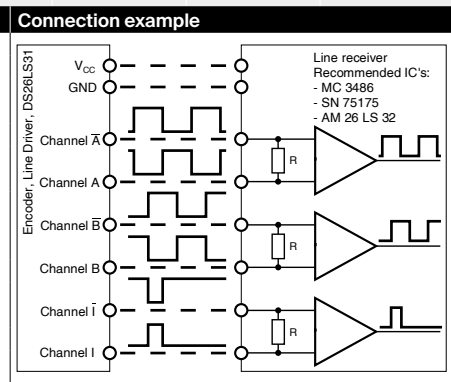 Connection example
Encoder, Line Driver, DS26LS31
V_CC
GND
Channel A̅
Channel A
Channel B̅
Channel B
Channel I̅
Channel I
Line receiver
Recommended IC's:
- MC 3486
- SN 75175
- AM 26 LS 32
R
R
R